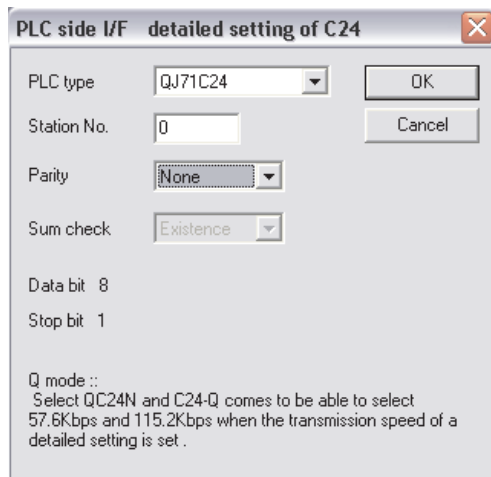 PLC side I/F detailed setting of C24
PLC type QJ71C24 OK
Station No. 0 Cancel
Parity None
Sum check Existence
Data bit 8
Stop bit 1
Q mode ::
Select QC24N and C24-Q comes to be able to select
57.6Kbps and 115.2Kbps when the transmission speed of a
detailed setting is set .